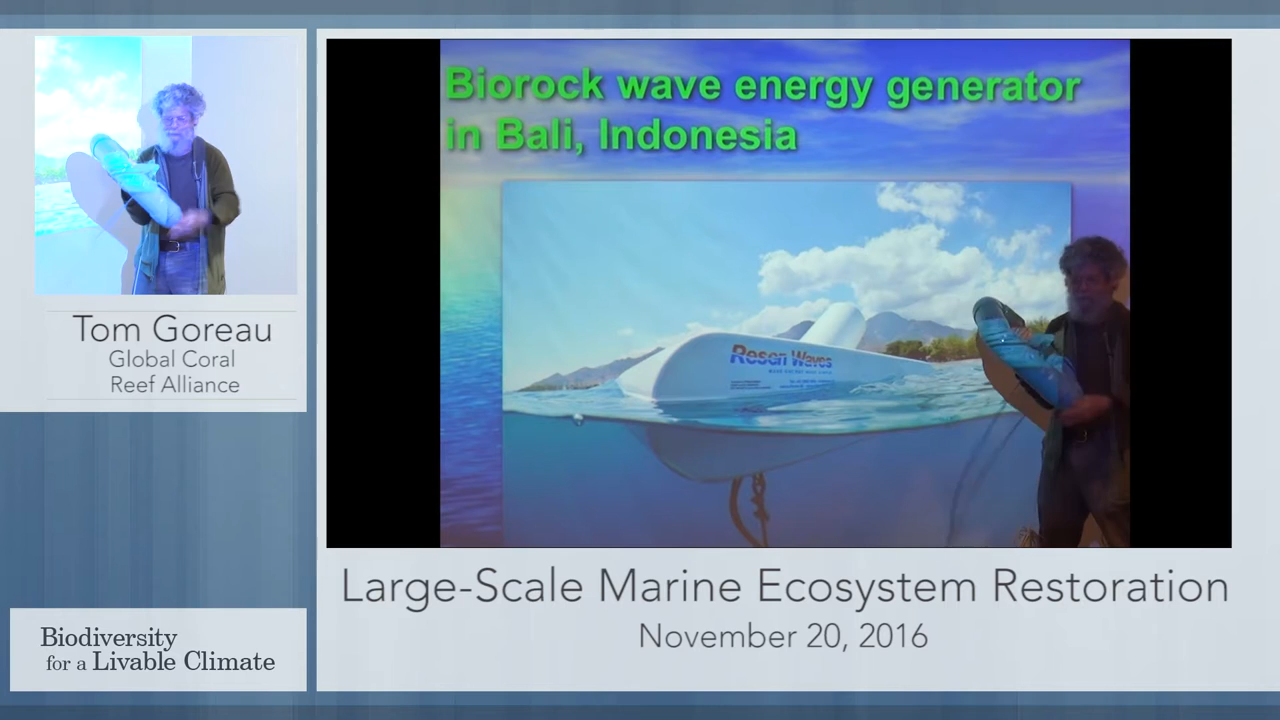 Biorock wave energy generator
in Bali, Indonesia
Resen Waves
Tom Goreau
Global Coral
Reef Alliance
Large-Scale Marine Ecosystem Restoration
November 20, 2016
Biodiversity
for a Livable Climate